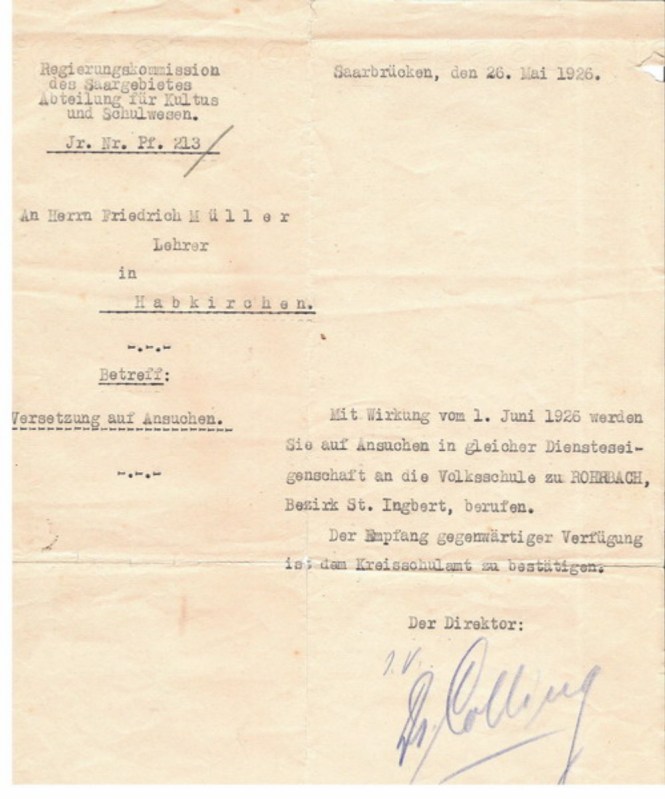 Regierungskommission
des Saargebietes
Abteilung für Kultus
und Schulwesen.
Jr. Nr. Pf. 213
Saarbrücken, den 26. Mai 1926.
An Herrn Friedrich M ü l l e r
Lehrer
in
H a b k i r c h e n.
-.-.-
Betreff:
Versetzung auf Ansuchen.
-.-.-
Mit Wirkung vom 1. Juni 1926 werden
Sie auf Ansuchen in gleicher Dienstesei-
genschaft an die Volksschule zu ROHRBACH,
Bezirk St. Ingbert, berufen.
Der Empfang gegenwärtiger Verfügung
ist dem Kreisschulamt zu bestätigen.
Der Direktor:
J.V.
Dr. Colling